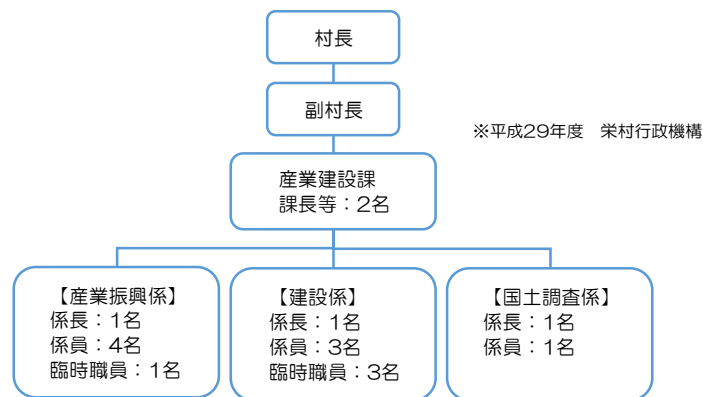 村長
副村長
※平成29年度　栄村行政機構
産業建設課
課長等：2名
【産業振興係】
係長：1名
係員：4名
臨時職員：1名
【建設係】
係長：1名
係員：3名
臨時職員：3名
【国土調査係】
係長：1名
係員：1名